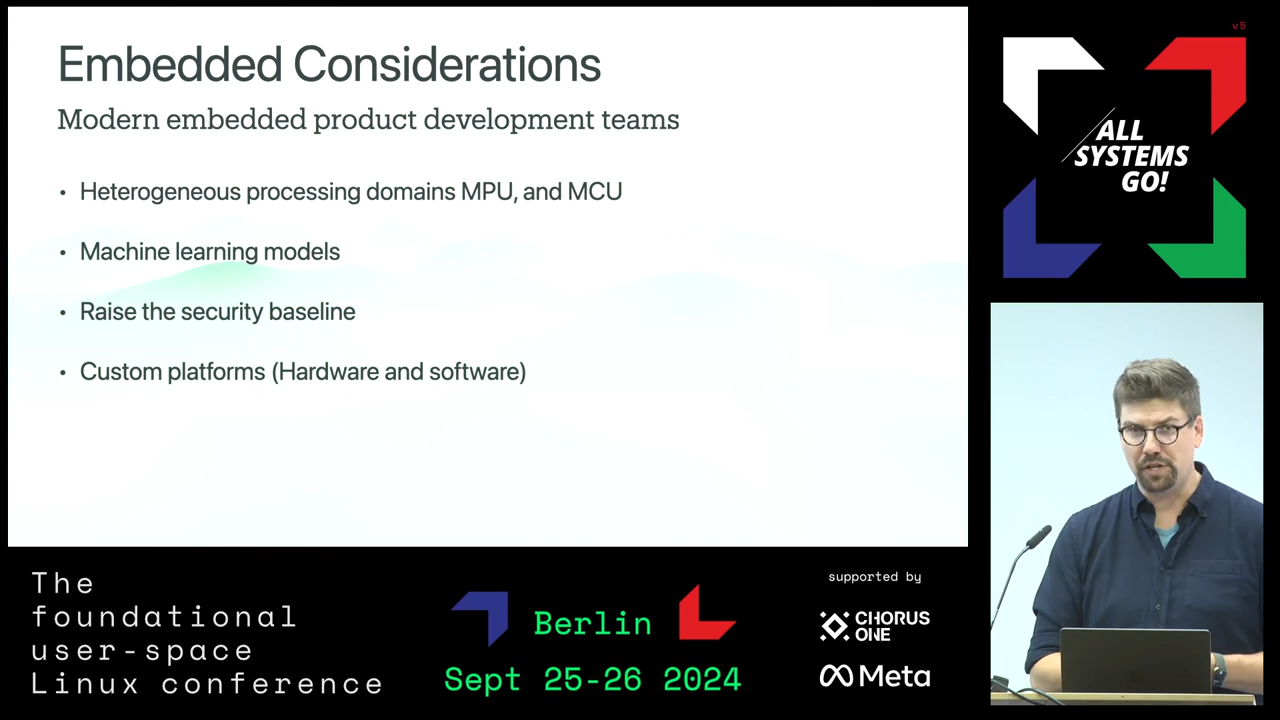 Embedded Considerations
Modern embedded product development teams
• Heterogeneous processing domains MPU, and MCU
• Machine learning models
• Raise the security baseline
• Custom platforms (Hardware and software)
v5
ALL
SYSTEMS
GO!
The
foundational
user-space
Linux conference
Berlin
Sept 25-26 2024
supported by
CHORUS
ONE
Meta